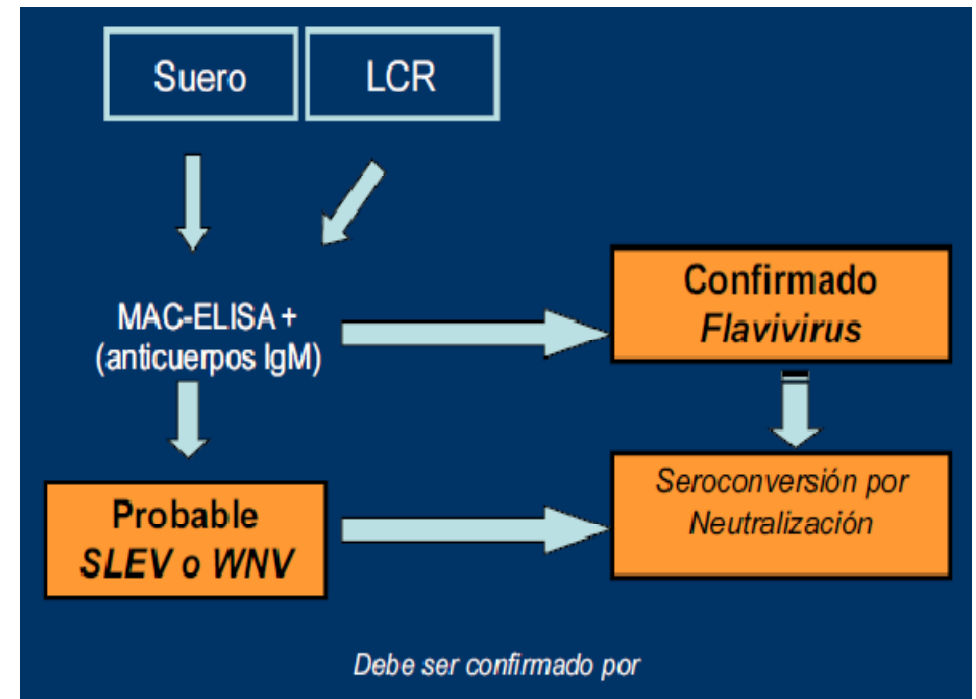 Suero
LCR
MAC-ELISA +
(anticuerpos IgM)
Confirmado
Flavivirus
Probable
SLEV o WNV
Seroconversión por
Neutralización
Debe ser confirmado por